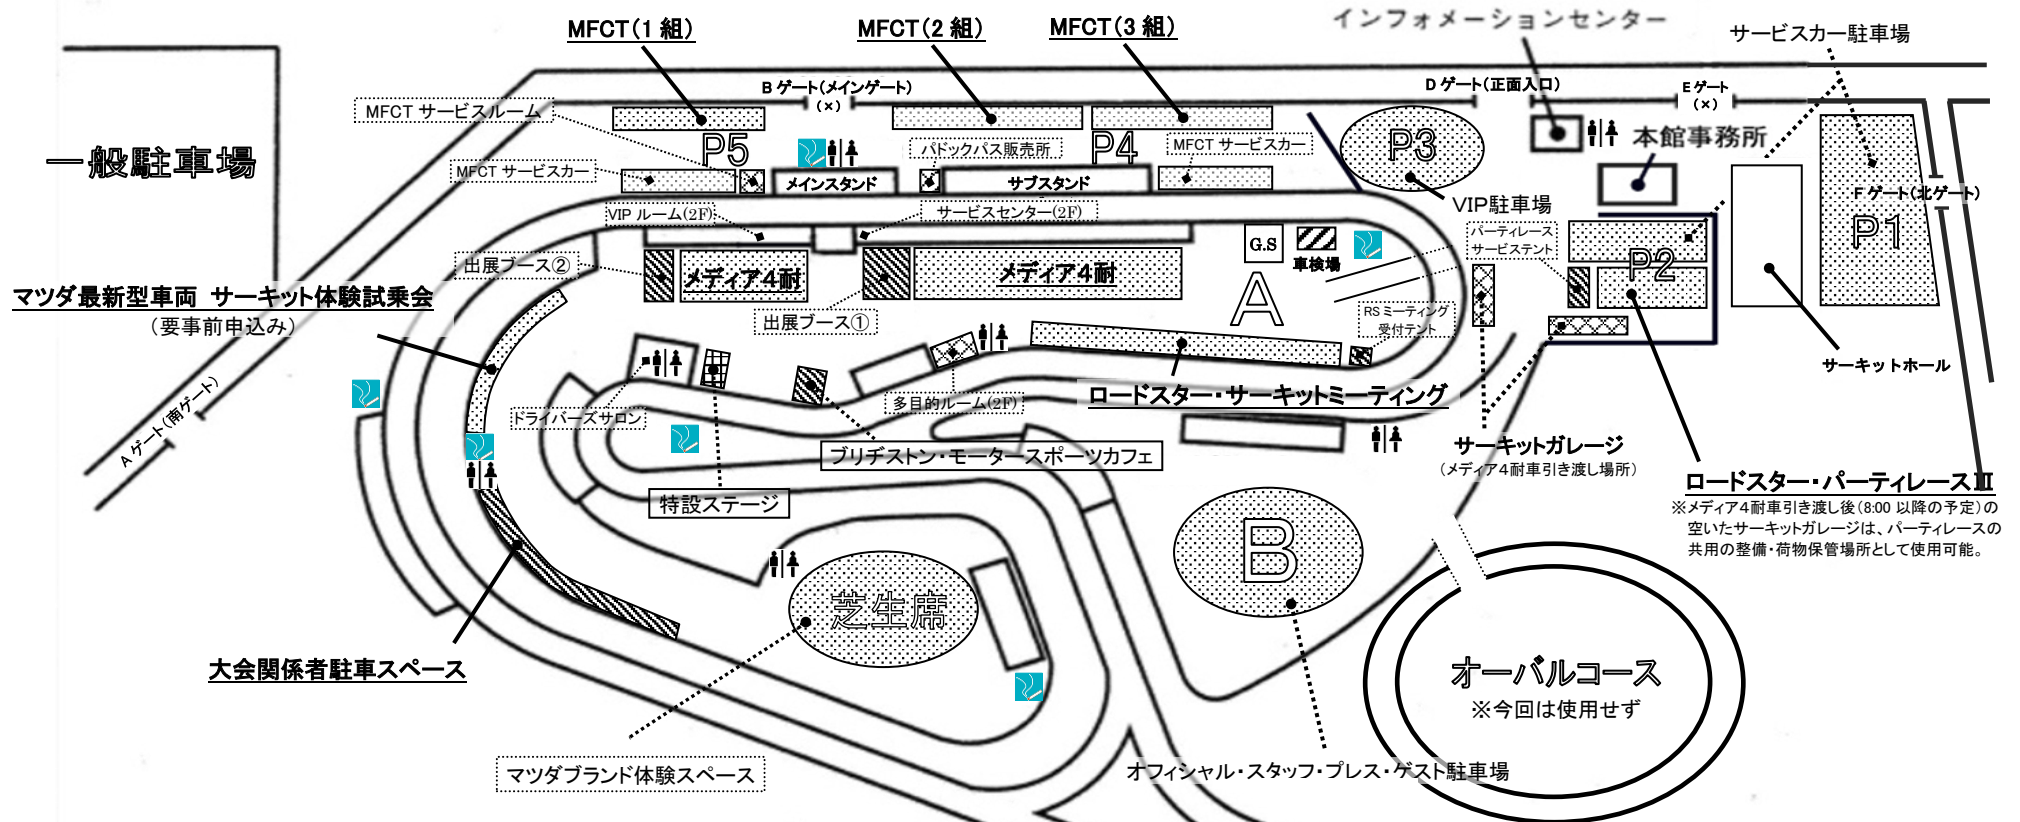 MFCT(1組)
MFCT(2組)
MFCT(3組)
インフォメーションセンター
サービスカー駐車場
Bゲート(メインゲート)
(×)
Dゲート(正面入口)
Eゲート
(×)
MFCT サービスルーム
P5
P4
P3
本館事務所
一般駐車場
パドックパス販売所
MFCT サービスカー
MFCT サービスカー
メインスタンド
サブスタンド
Fゲート(北ゲート)
VIP駐車場
P1
VIP ルーム(2F)
サービスセンター(2F)
パーティレース
サービステント
G.S
車検場
出展ブース②
メディア4耐
メディア4耐
P2
A
マツダ最新型車両 サーキット体験試乗会
(要事前申込み)
出展ブース①
RSミーティング
受付テント
サーキットホール
Aゲート(南ゲート)
ドライバーズサロン
多目的ルーム(2F)
ロードスター・サーキットミーティング
ブリヂストン・モータースポーツカフェ
サーキットガレージ
(メディア4耐車引き渡し場所)
特設ステージ
ロードスター・パーティレースⅢ
※メディア4耐車引き渡し後(8:00 以降の予定)の
空いたサーキットガレージは、パーティレースの
共用の整備・荷物保管場所として使用可能。
B
芝生席
大会関係者駐車スペース
オーバルコース
※今回は使用せず
マツダブランド体験スペース
オフィシャル・スタッフ・プレス・ゲスト駐車場